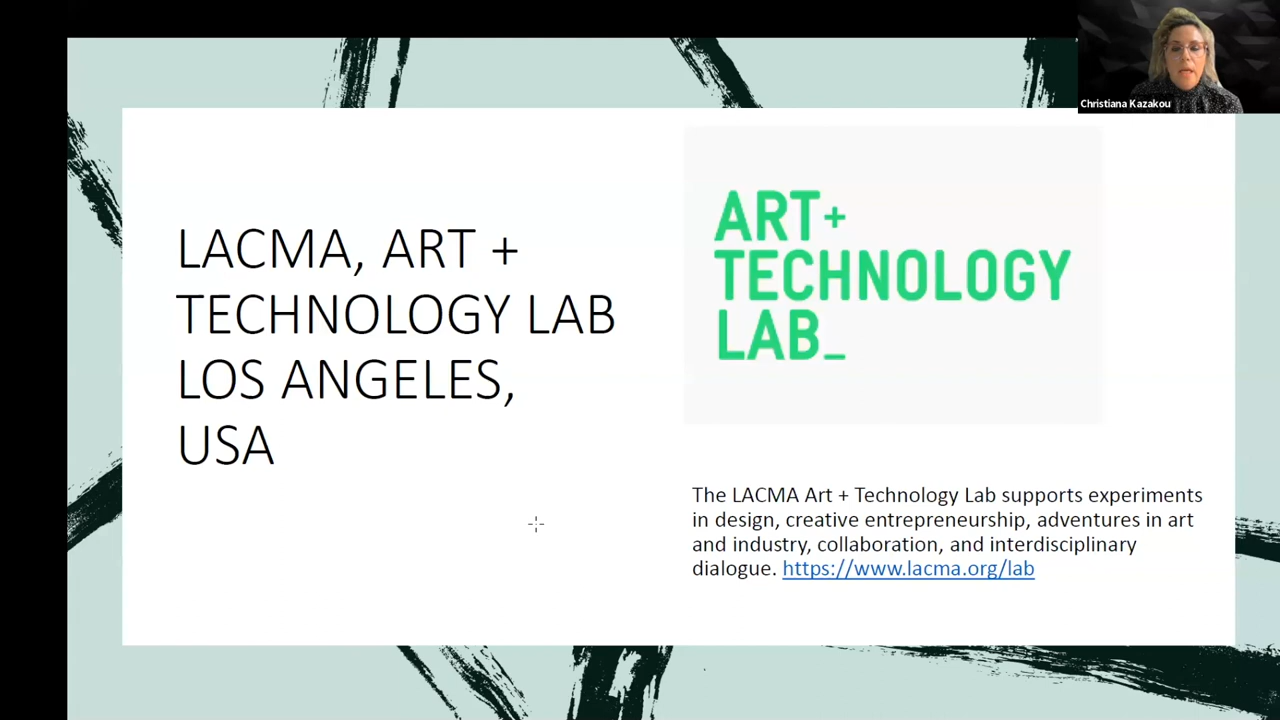 Christiana Kazakou
LACMA, ART +
TECHNOLOGY LAB
LOS ANGELES,
USA
ART+
TECHNOLOGY
LAB_
The LACMA Art + Technology Lab supports experiments
in design, creative entrepreneurship, adventures in art
and industry, collaboration, and interdisciplinary
dialogue. https://www.lacma.org/lab